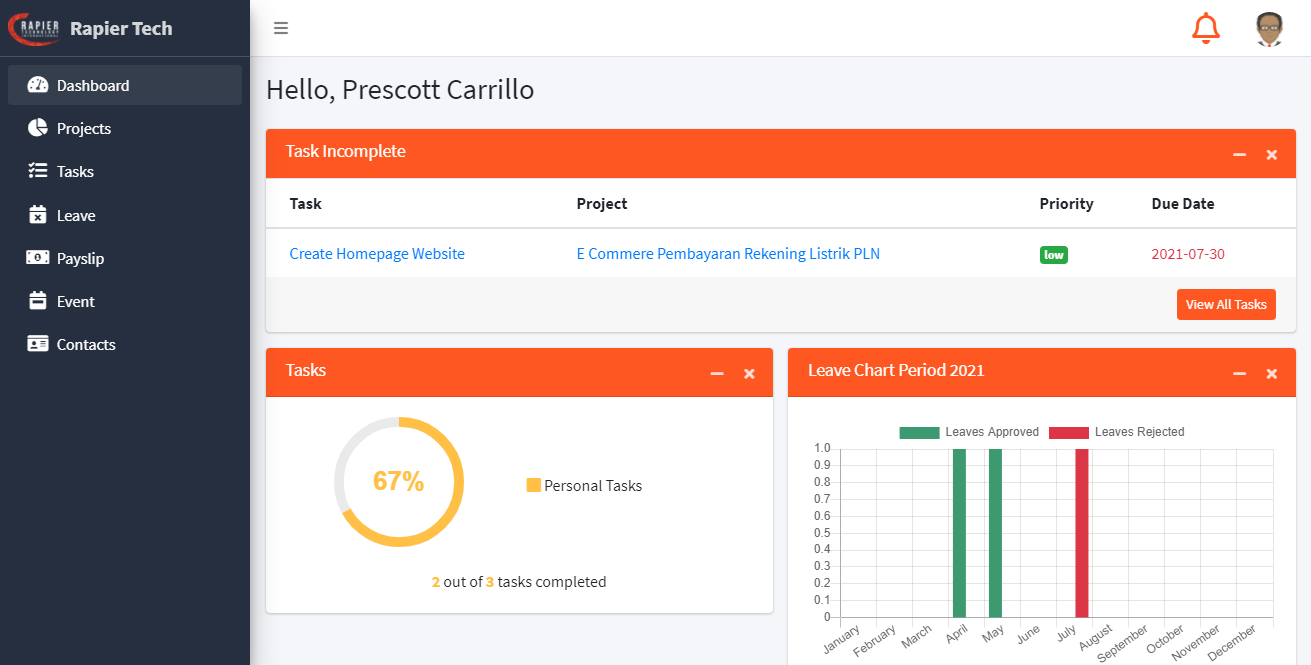 RAPIER
TECHNOLOGY
INTERNATIONAL
Rapier Tech
Dashboard
Projects
Tasks
Leave
Payslip
Event
Contacts
Hello, Prescott Carrillo
Task Incomplete
Task Project Priority Due Date
Create Homepage Website E Commere Pembayaran Rekening Listrik PLN low 2021-07-30
View All Tasks
Tasks
67%
Personal Tasks
2 out of 3 tasks completed
Leave Chart Period 2021
Leaves Approved Leaves Rejected
1.0
0.9
0.8
0.7
0.6
0.5
0.4
0.3
0.2
0.1
0
January February March April May June July August September October November December